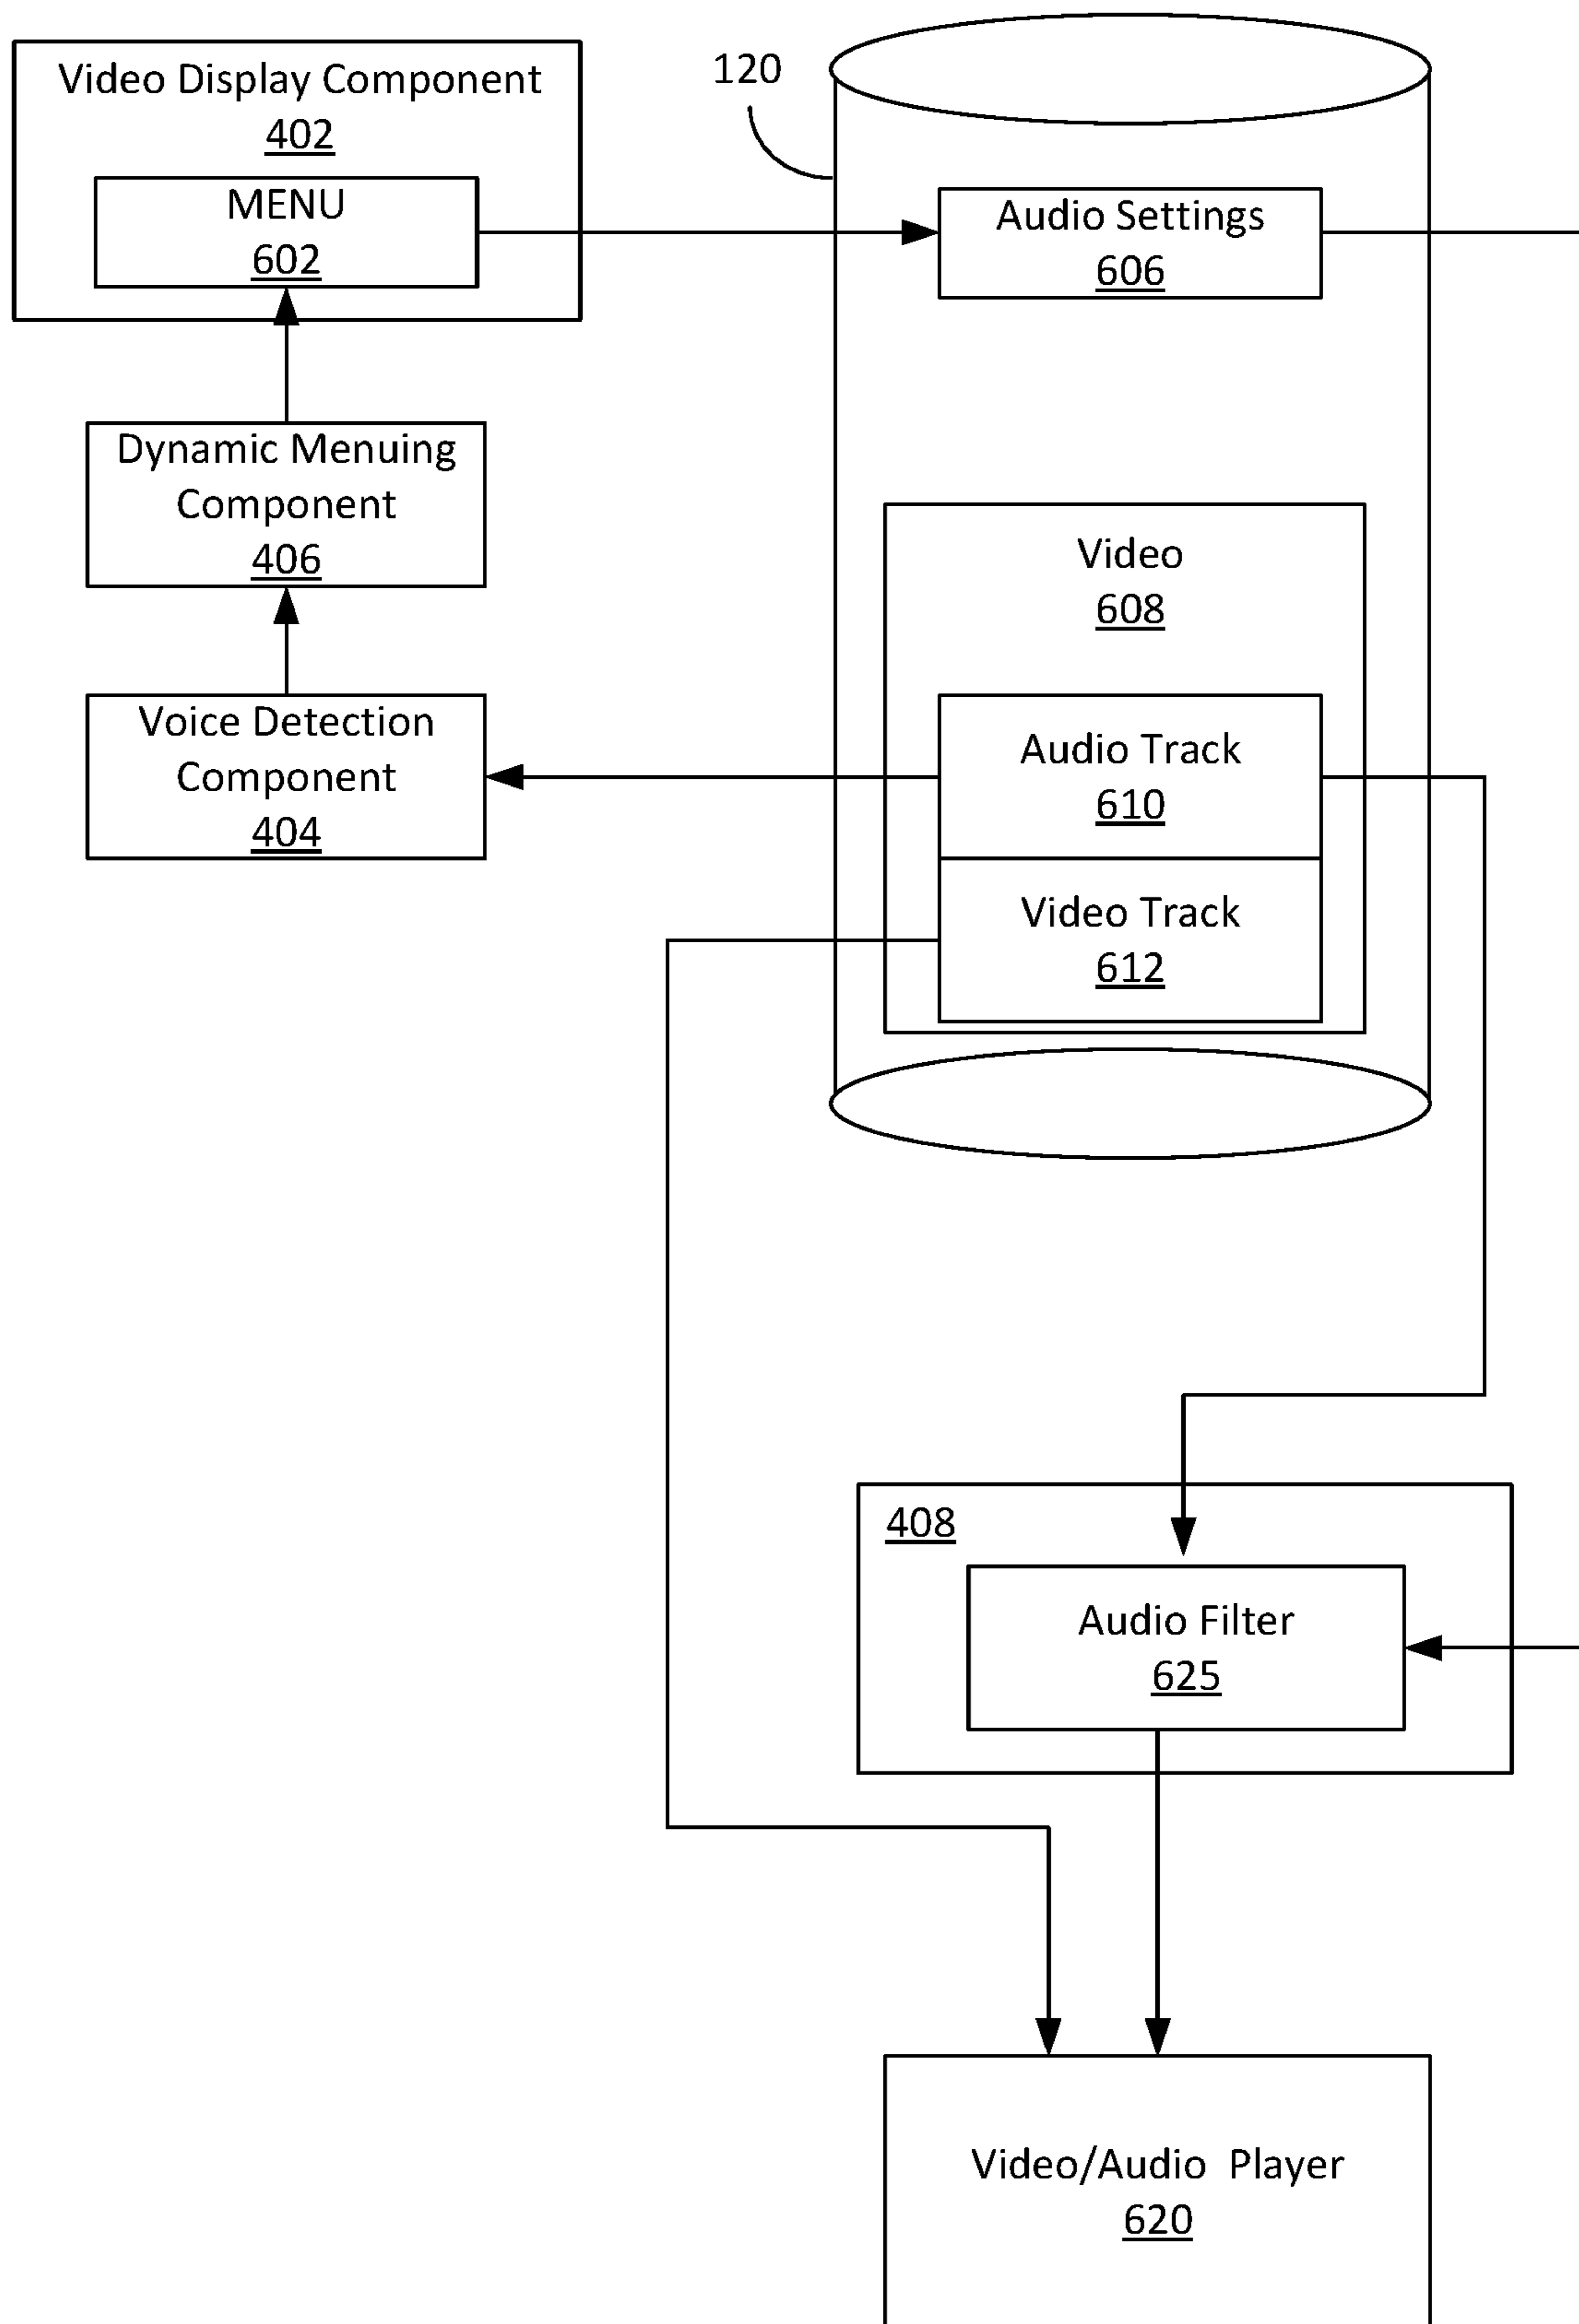 Video Display Component
402
MENU
602
120
Audio Settings
606
Dynamic Menuing
Component
406
Video
608
Voice Detection
Component
404
Audio Track
610
Video Track
612
408
Audio Filter
625
Video/Audio Player
620